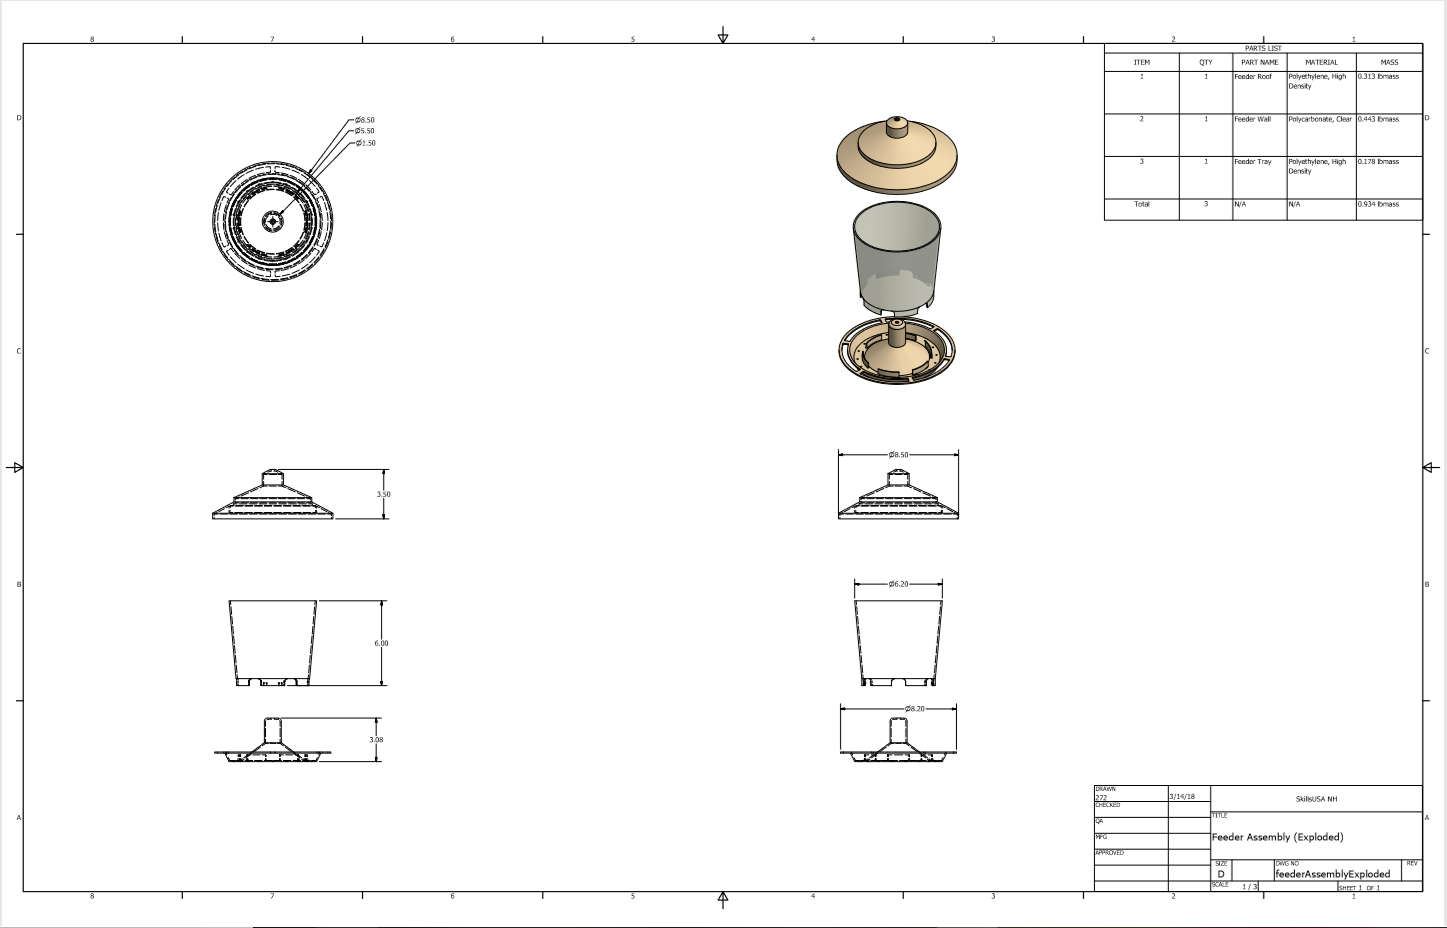 8 7 6 5 4 3 2 1
PARTS LIST
ITEM QTY PART NAME MATERIAL MASS
1 1 Feeder Roof Polyethylene, High 0.313 lbmass
Density
D D
2 1 Feeder Wall Polycarbonate, Clear 0.443 lbmass
3 1 Feeder Tray Polyethylene, High 0.178 lbmass
Density
Total 3 N/A N/A 0.934 lbmass
Ø8.50
Ø5.50
Ø1.50
C C
Ø8.50
3.50
B B
Ø6.20
6.00
Ø8.20
3.08
DRAWN
272 3/14/18
SkillsUSA NH
CHECKED
TITLE
QA
MFG
Feeder Assembly (Exploded)
APPROVED
A A
SIZE DWG NO REV
D feederAssemblyExploded
SCALE 1 / 3 SHEET 1 OF 1
8 7 6 5 4 3 2 1